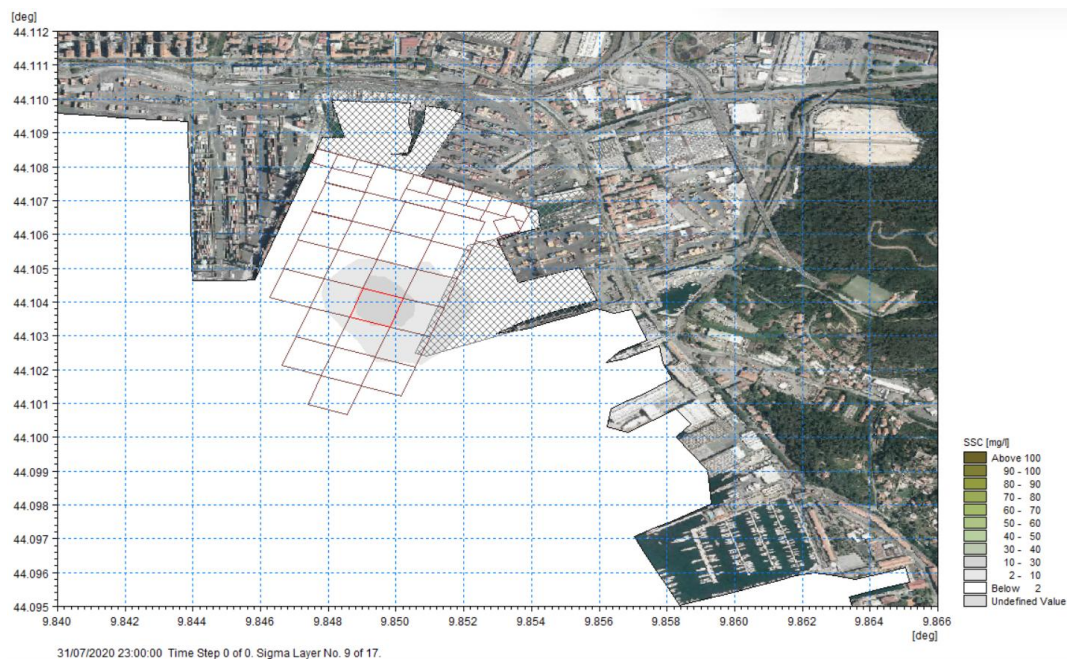 [deg]
44.112
44.111
44.110
44.109
44.108
44.107
44.106
44.105
44.104
44.103
44.102
44.101
44.100
44.099
44.098
44.097
44.096
44.095
9.840 9.842 9.844 9.846 9.848 9.850 9.852 9.854 9.856 9.858 9.860 9.862 9.864 9.866
[deg]
SSC [mg/l]
Above 100
90 - 100
80 - 90
70 - 80
60 - 70
50 - 60
40 - 50
30 - 40
10 - 30
2 - 10
Below 2
Undefined Value
31/07/2020 23:00:00 Time Step 0 of 0. Sigma Layer No. 9 of 17.